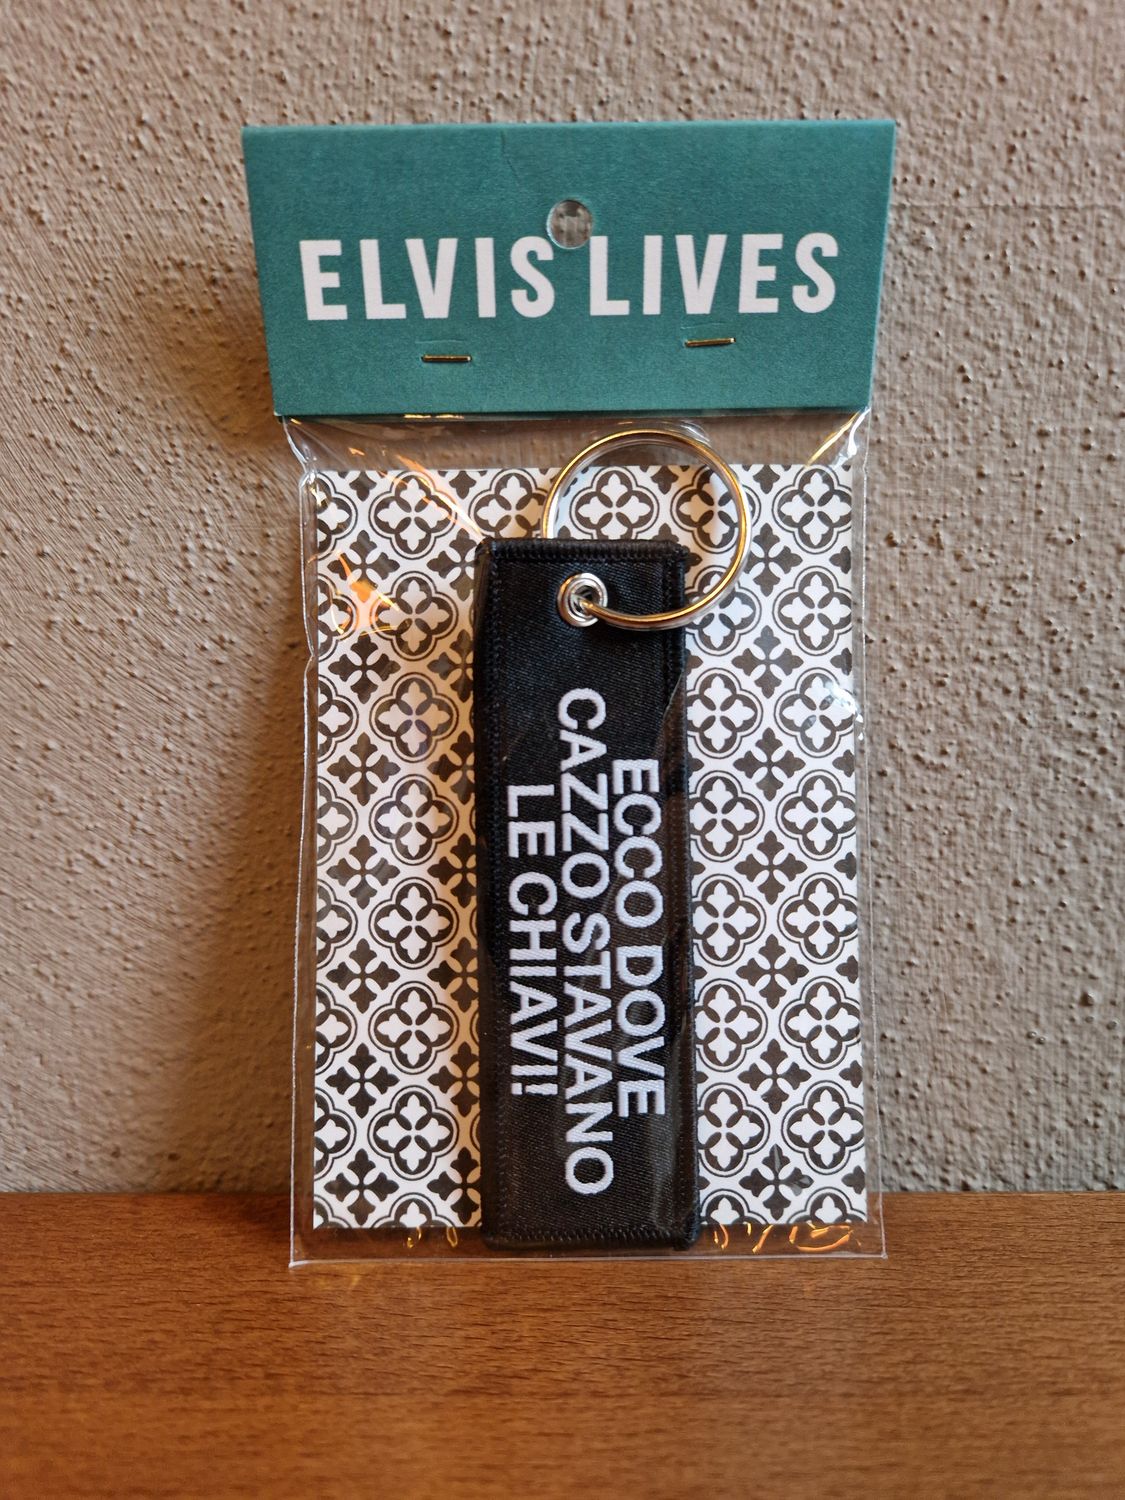 ELVIS LIVES
ECCO DOVE
CAZZO STAVANO
LE CHIAVI!